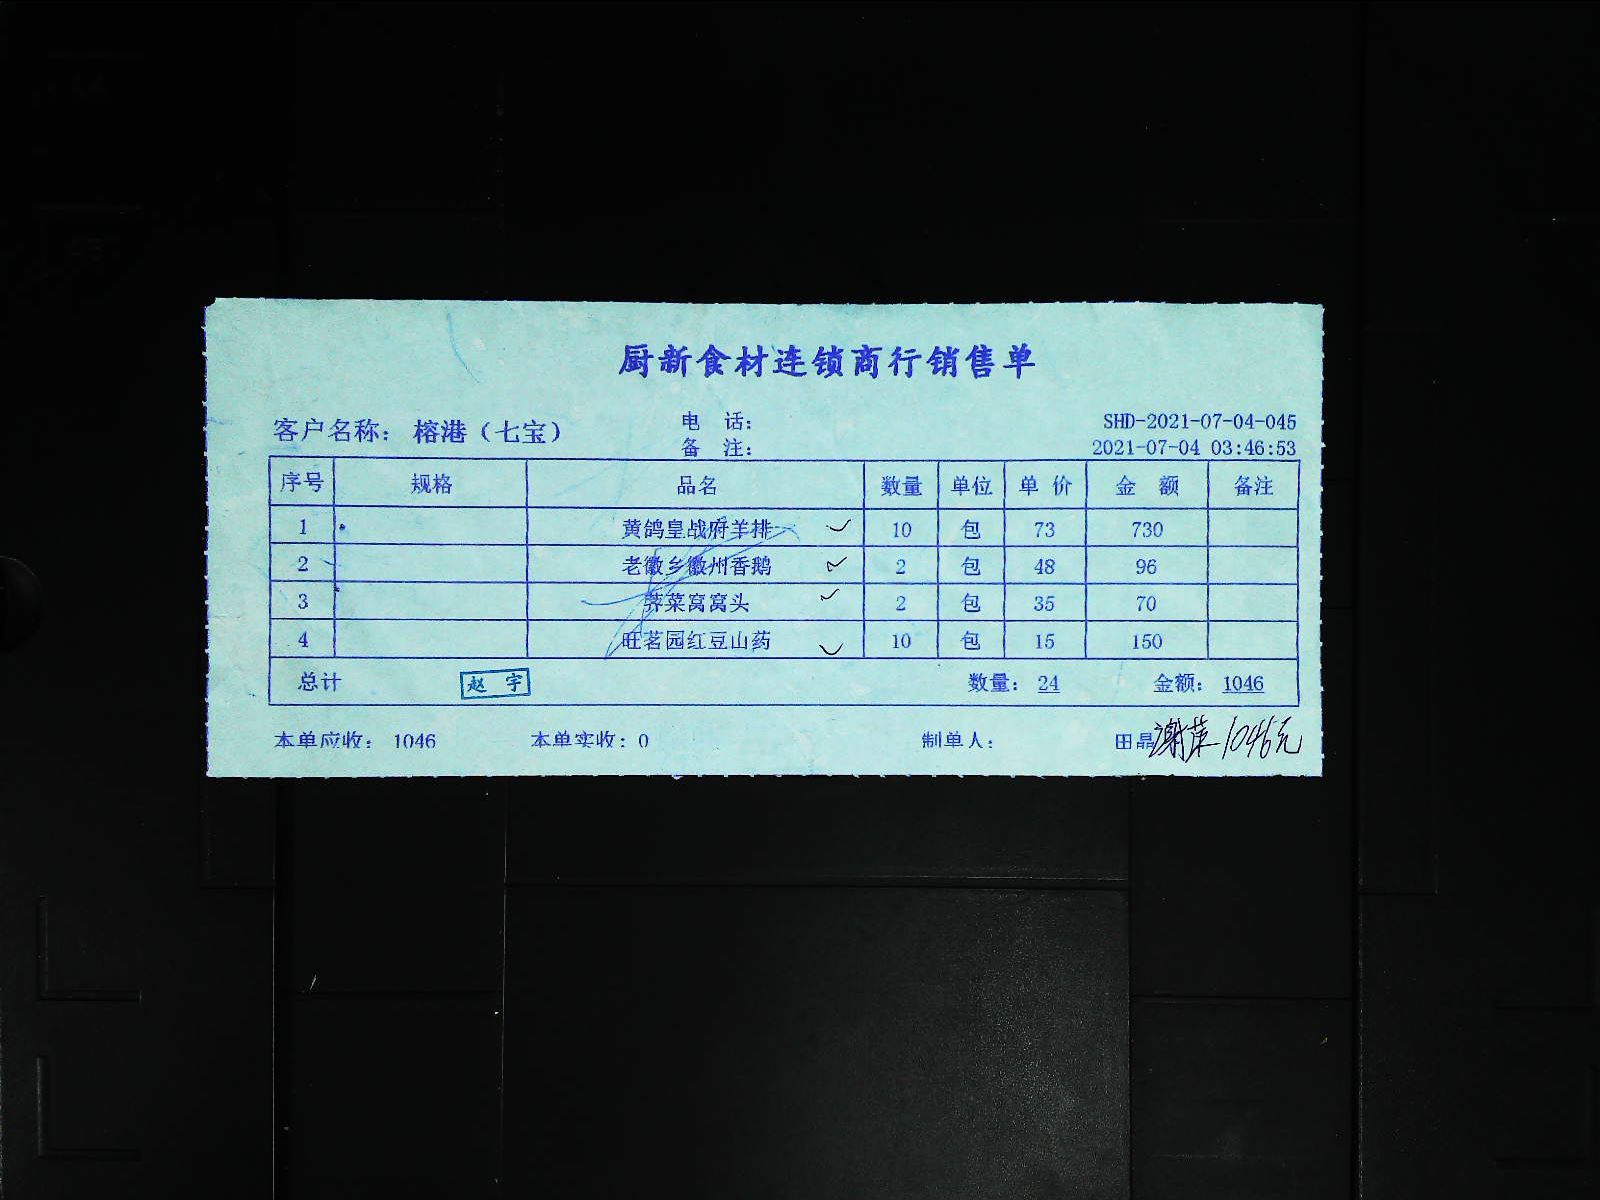 厨新食材连锁商行销售单
客户名称： 榕港（七宝） 电 话： SHD-2021-07-04-045
备 注： 2021-07-04 03:46:53
序号 规格 品名 数量 单位 单 价 金 额 备注
1 黄鸽皇战府羊排 10 包 73 730
2 老徽乡徽州香鹅 2 包 48 96
3 荠菜窝窝头 2 包 35 70
4 旺茗园红豆山药 10 包 15 150
总计 赵 宇 数量： 24 金额： 1046
本单应收： 1046 本单实收：0 制单人： 田晶 谢萍 1046元